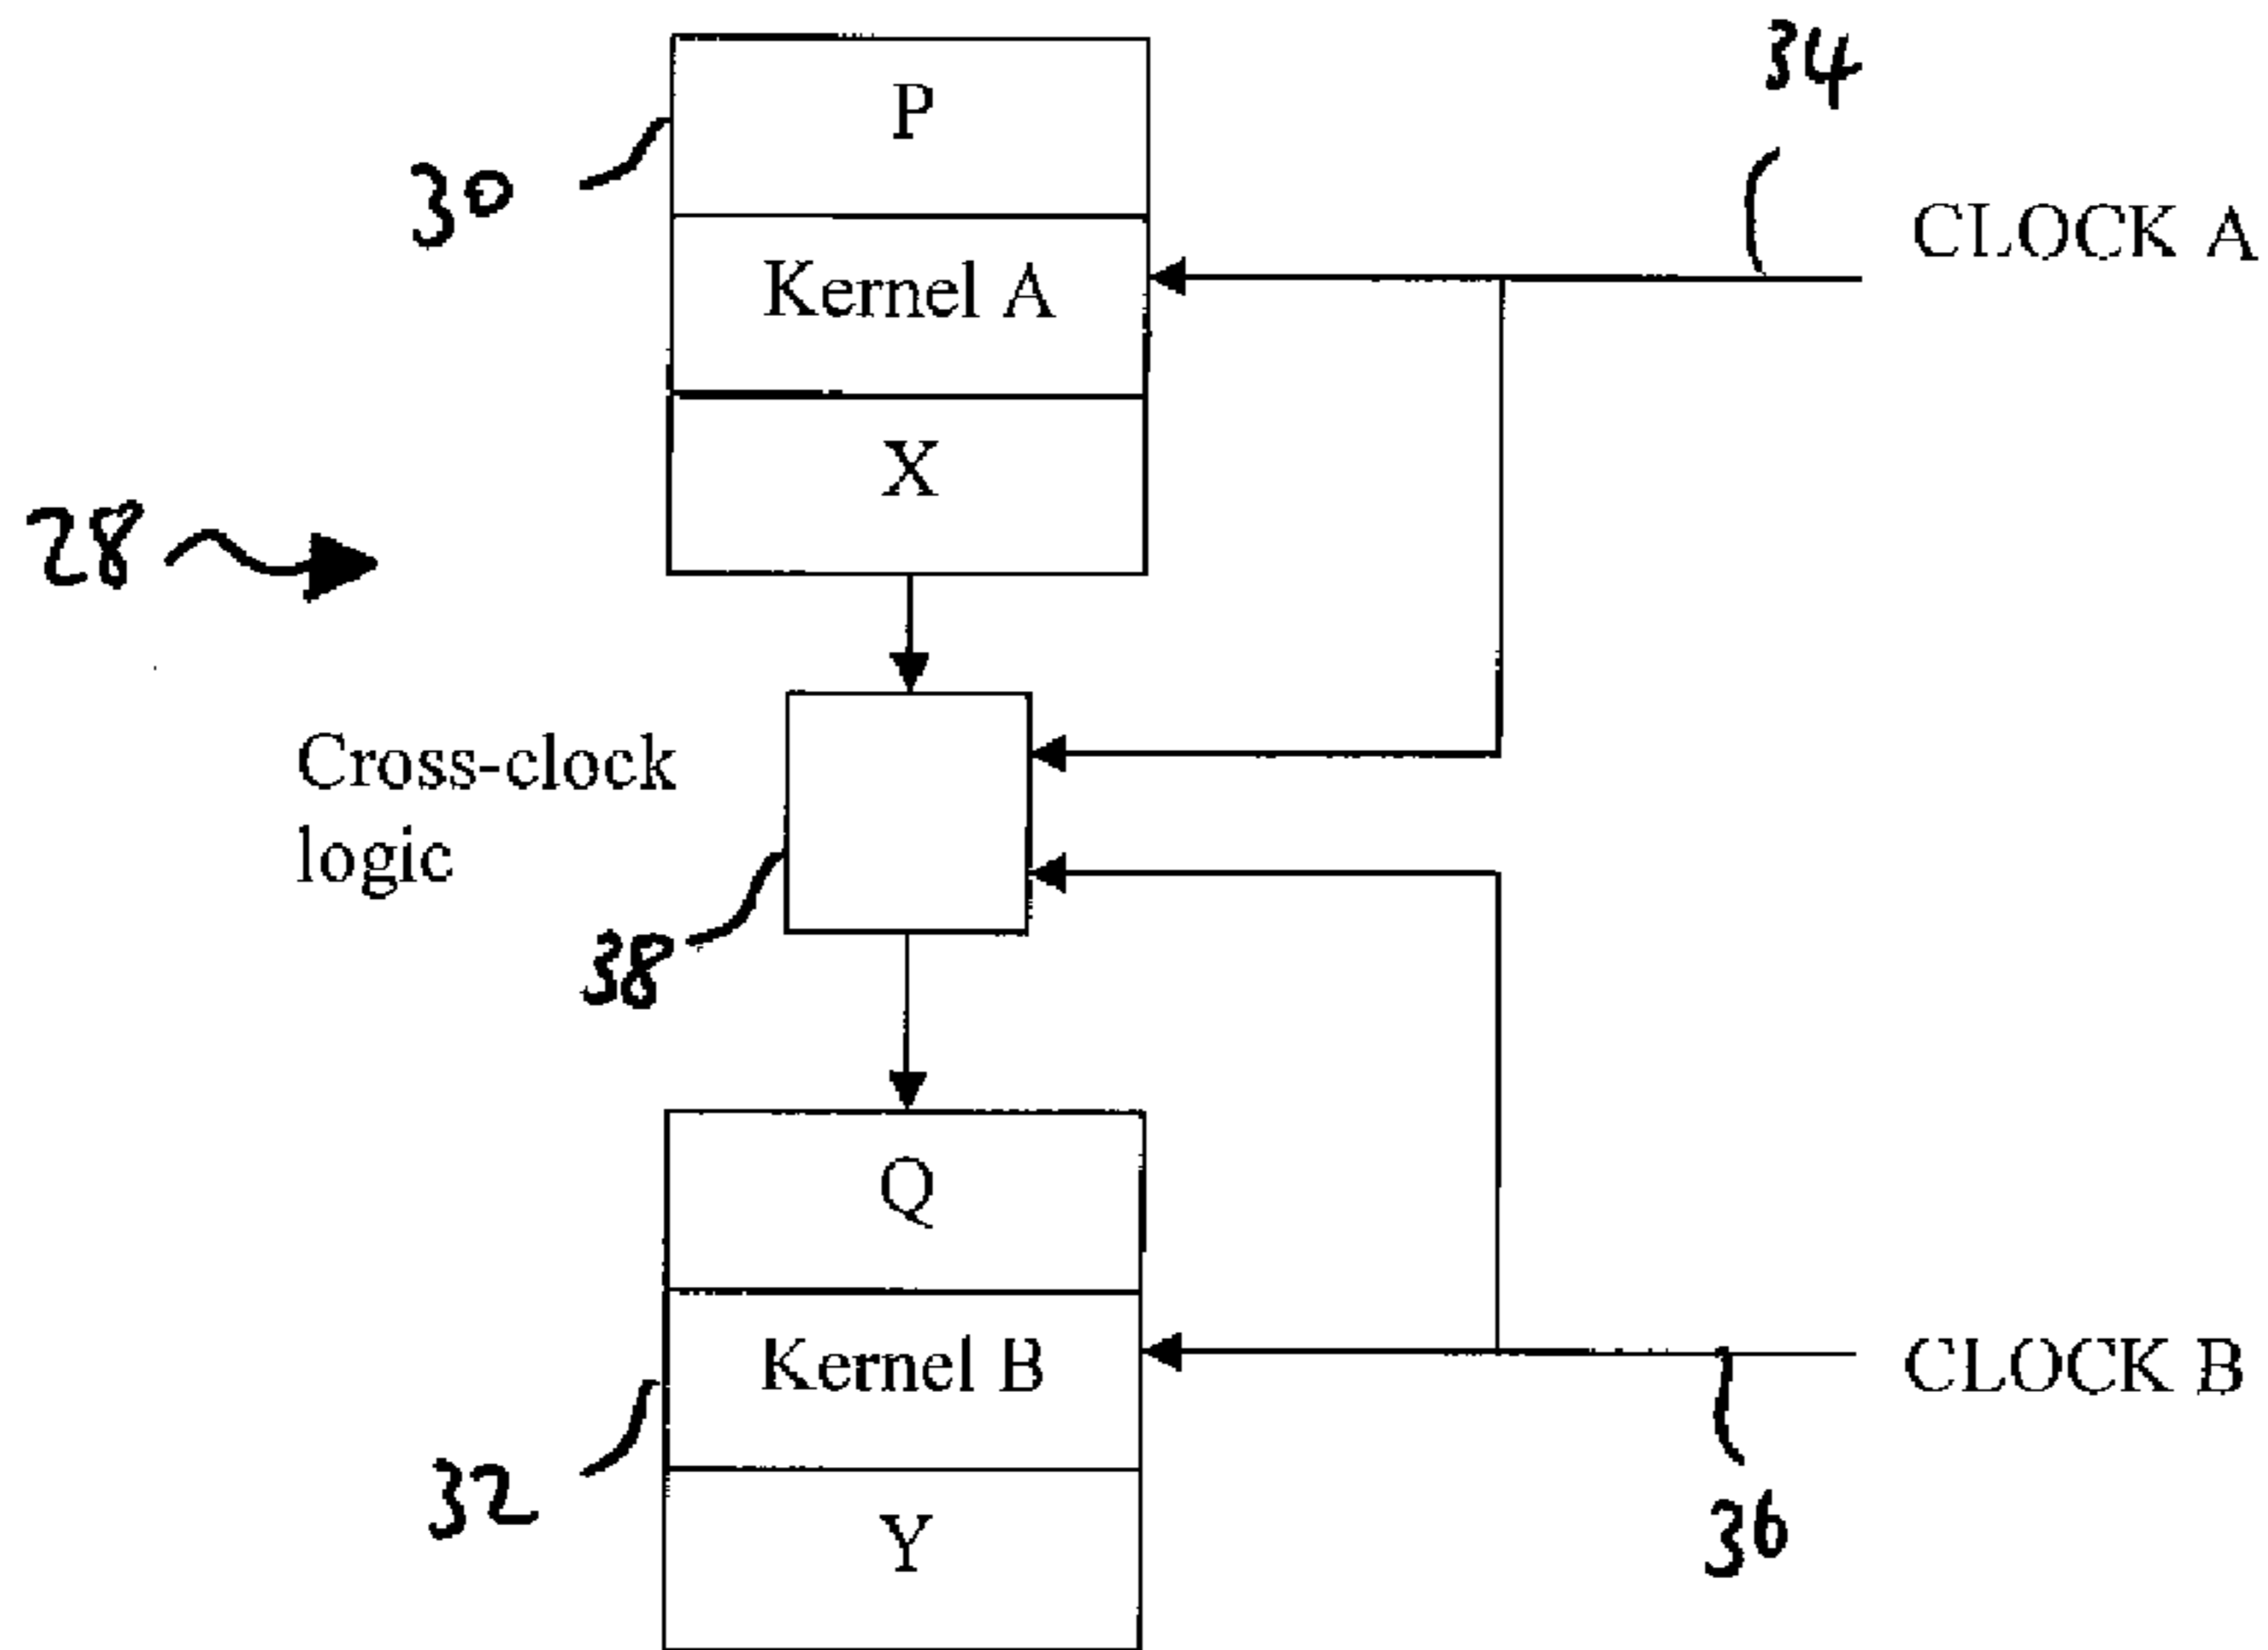 34
P
30
CLOCK A
Kernel A
X
28
Cross-clock
logic
38
Q
Kernel B
CLOCK B
32
36
Y